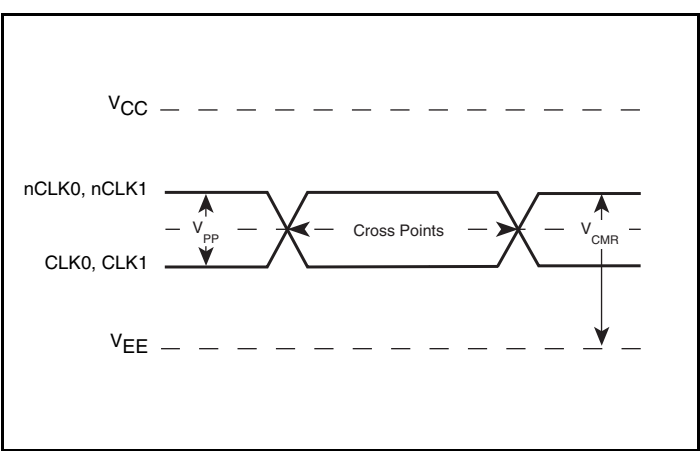 VCC
nCLK0, nCLK1
VPP
Cross Points
VCMR
CLK0, CLK1
VEE